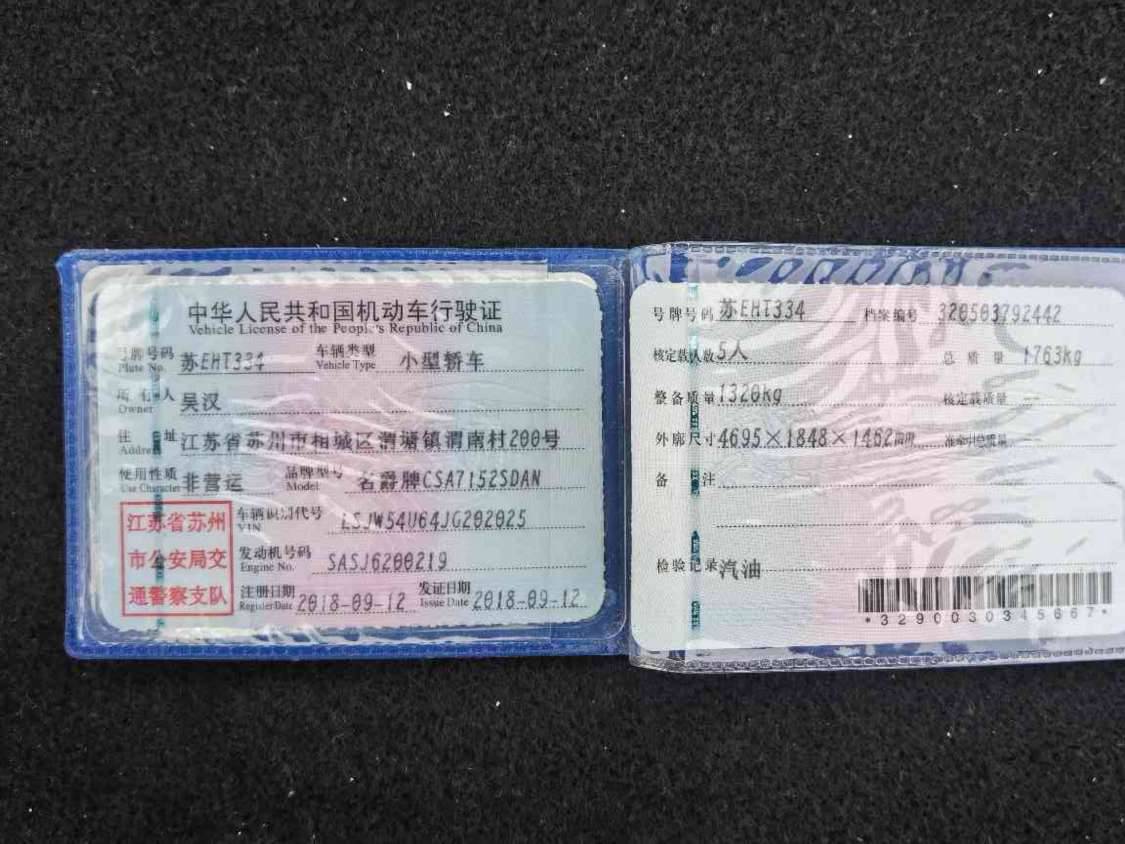 中华人民共和国机动车行驶证
Vehicle License of the People's Republic of China
号牌号码 苏EHT334 车辆类型 小型轿车
Plate No. Vehicle Type
所有人 吴汉
Owner
住 址 江苏省苏州市相城区渭塘镇渭南村200号
Address
使用性质 非营运 品牌型号 名爵牌CSA7152SDAN
Use Character Model
车辆识别代号 LSJW54U64JG202025
VIN
发动机号码 SASJ6200219
Engine No.
注册日期 2018-09-12 发证日期 2018-09-12
Register Date Issue Date
江苏省苏州
市公安局交
通警察支队
号牌号码 苏EHT334 档案编号 320503792442
核定载人数 5人 总 质 量 1763kg
整备质量 1320kg 核定载质量 --
外廓尺寸 4695×1848×1462mm 准牵引总质量 --
备 注
检验记录 汽油
*3290030345667*